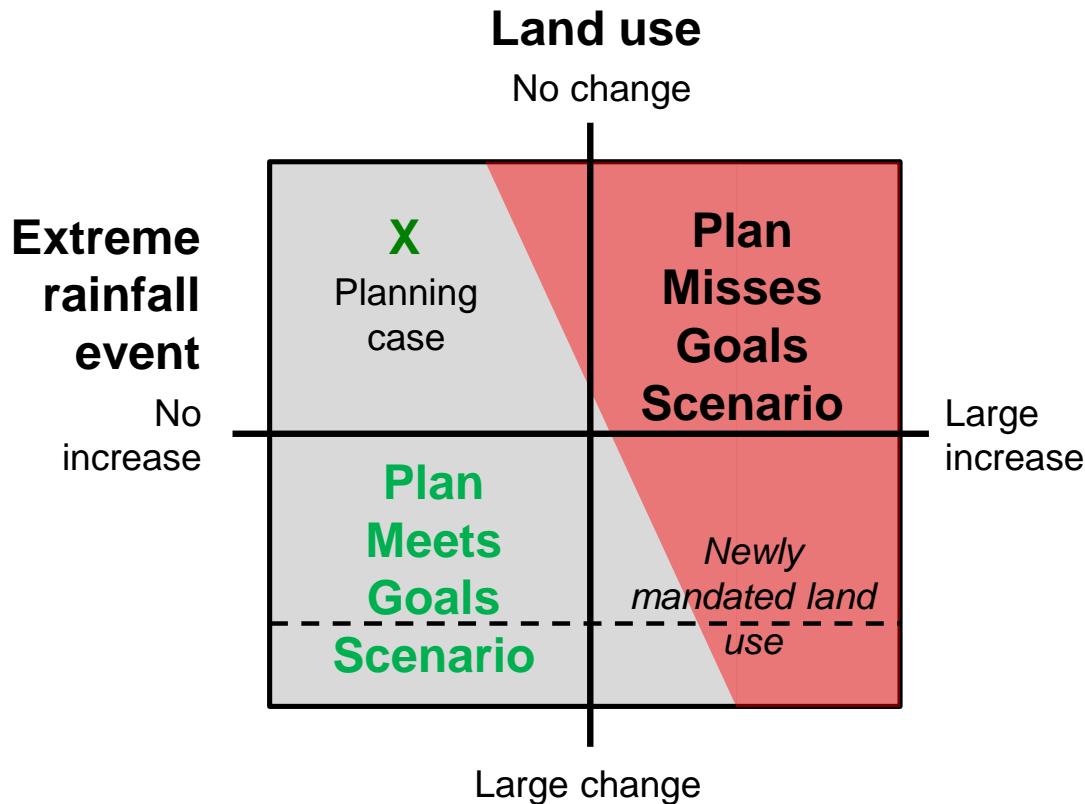 Land use
No change
Extreme
rainfall
event
No
increase
X
Planning
case
Plan
Misses
Goals
Scenario
Large
increase
Plan
Meets
Goals
Scenario
Newly
mandated land
use
Large change